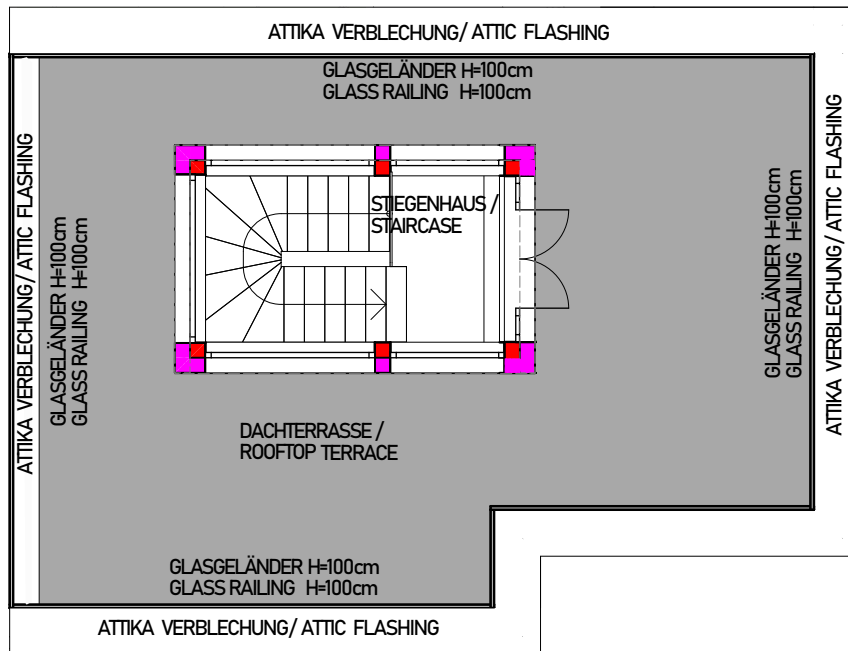 ATTIKA VERBLECHUNG/ ATTIC FLASHING
GLASGELÄNDER H=100cm
GLASS RAILING H=100cm
ATTIKA VERBLECHUNG/ ATTIC FLASHING
GLASGELÄNDER H=100cm
GLASS RAILING H=100cm
STIEGENHAUS /
STAIRCASE
GLASGELÄNDER H=100cm
GLASS RAILING H=100cm
ATTIKA VERBLECHUNG/ ATTIC FLASHING
DACHTERRASSE /
ROOFTOP TERRACE
GLASGELÄNDER H=100cm
GLASS RAILING H=100cm
ATTIKA VERBLECHUNG/ ATTIC FLASHING